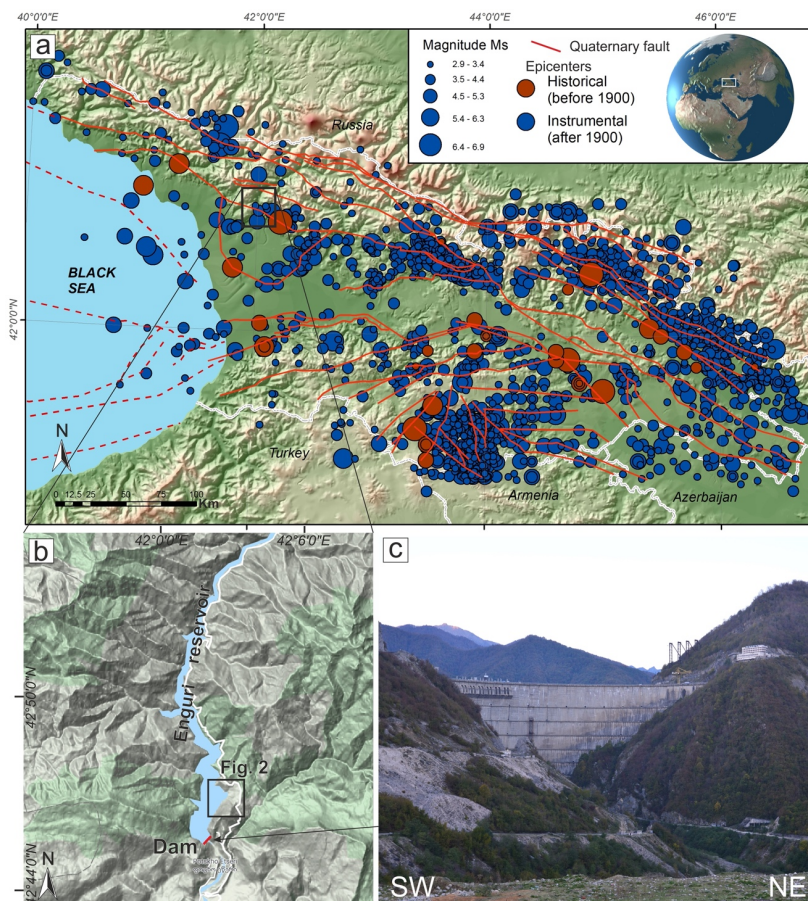 40°0'0"E
42°0'0"E
44°0'0"E
46°0'0"E
a
Magnitude Ms
2.9 - 3.4
3.5 - 4.4
4.5 - 5.3
5.4 - 6.3
6.4 - 6.9
Quaternary fault
Epicenters
Historical
(before 1900)
Instrumental
(after 1900)
Russia
BLACK
SEA
42°0'0"N
42°0'0"N
N
Turkey
Armenia
Azerbaijan
0 12.5 25 50 75 100
Km
b
42°0'0"E
42°6'0"E
Enguri reservoir
42°50'0"N
Fig. 2
Dam
N
42°44'0"N
c
SW
NE